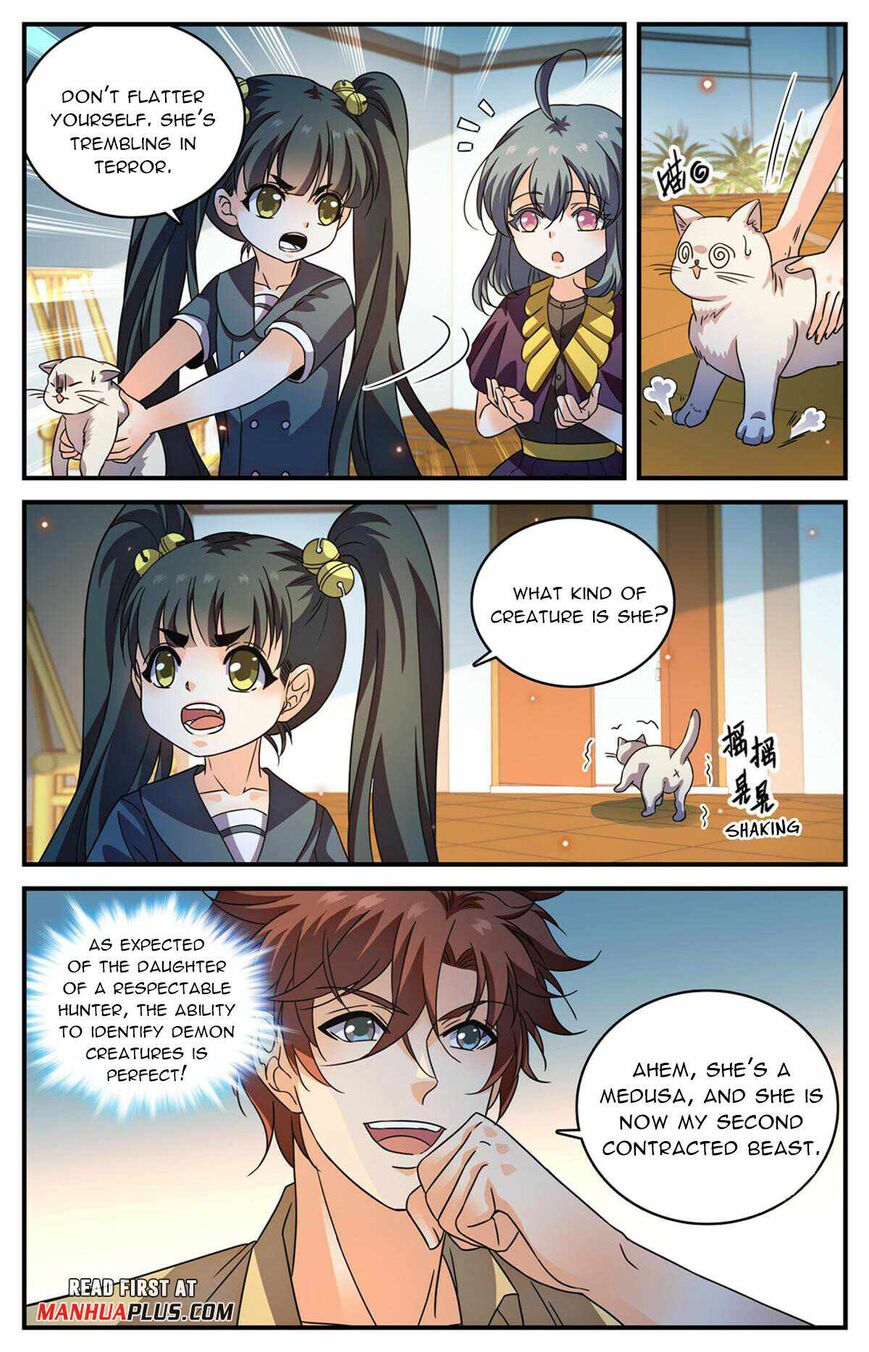 DON'T FLATTER
YOURSELF. SHE'S
TREMBLING IN
TERROR.
喵
WHAT KIND OF
CREATURE IS SHE?
摇摇
晃晃
SHAKING
AS EXPECTED
OF THE DAUGHTER
OF A RESPECTABLE
HUNTER, THE ABILITY
TO IDENTIFY DEMON
CREATURES IS
PERFECT!
AHEM, SHE'S A
MEDUSA, AND SHE IS
NOW MY SECOND
CONTRACTED BEAST.
READ FIRST AT
MANHUAPLUS.COM